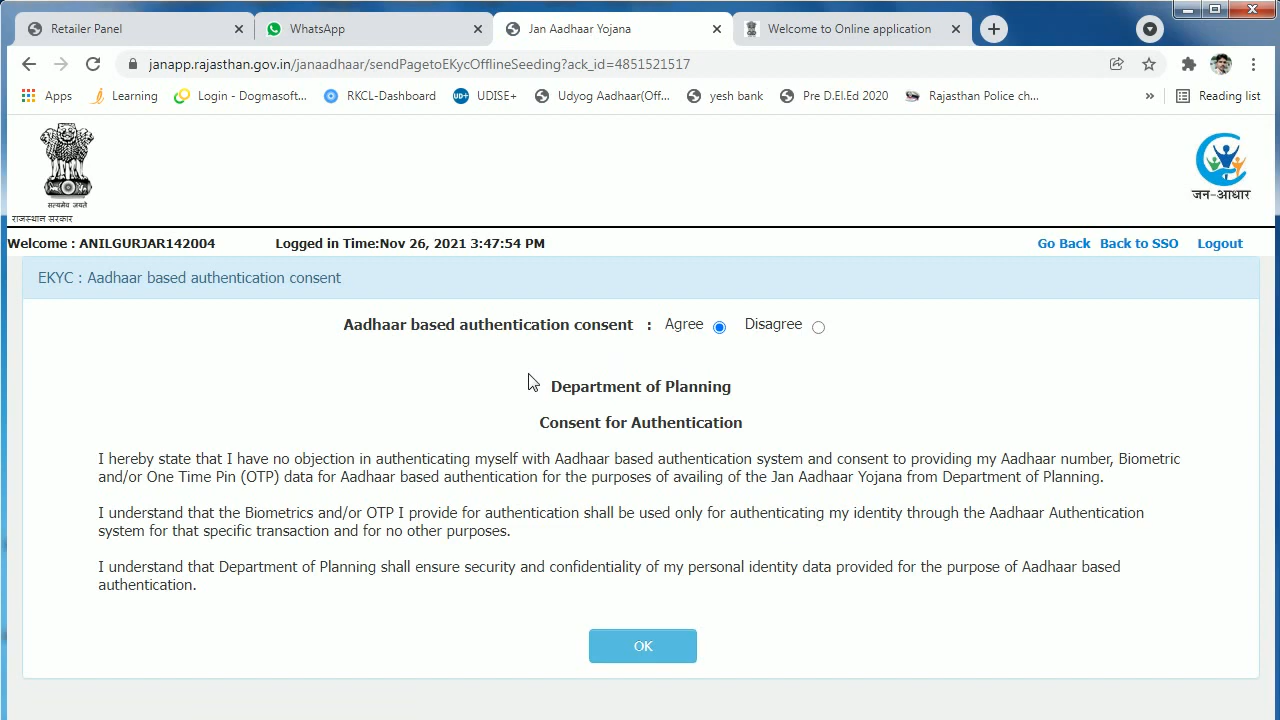 Retailer Panel
WhatsApp
Jan Aadhaar Yojana
Welcome to Online application
janapp.rajasthan.gov.in/janaadhaar/sendPagetoEKycOfflineSeeding?ack_id=4851521517
Apps
Learning
Login - Dogmasoft...
RKCL-Dashboard
UD+
UDISE+
Udyog Aadhaar(Off...
yesh bank
Pre D.El.Ed 2020
Rajasthan Police ch...
»
Reading list
सत्यमेव जयते
राजस्थान सरकार
जन-आधार
Welcome : ANILGURJAR142004
Logged in Time:Nov 26, 2021 3:47:54 PM
Go Back
Back to SSO
Logout
EKYC : Aadhaar based authentication consent
Aadhaar based authentication consent : Agree Disagree
Department of Planning
Consent for Authentication
I hereby state that I have no objection in authenticating myself with Aadhaar based authentication system and consent to providing my Aadhaar number, Biometric
and/or One Time Pin (OTP) data for Aadhaar based authentication for the purposes of availing of the Jan Aadhaar Yojana from Department of Planning.
I understand that the Biometrics and/or OTP I provide for authentication shall be used only for authenticating my identity through the Aadhaar Authentication
system for that specific transaction and for no other purposes.
I understand that Department of Planning shall ensure security and confidentiality of my personal identity data provided for the purpose of Aadhaar based
authentication.
OK